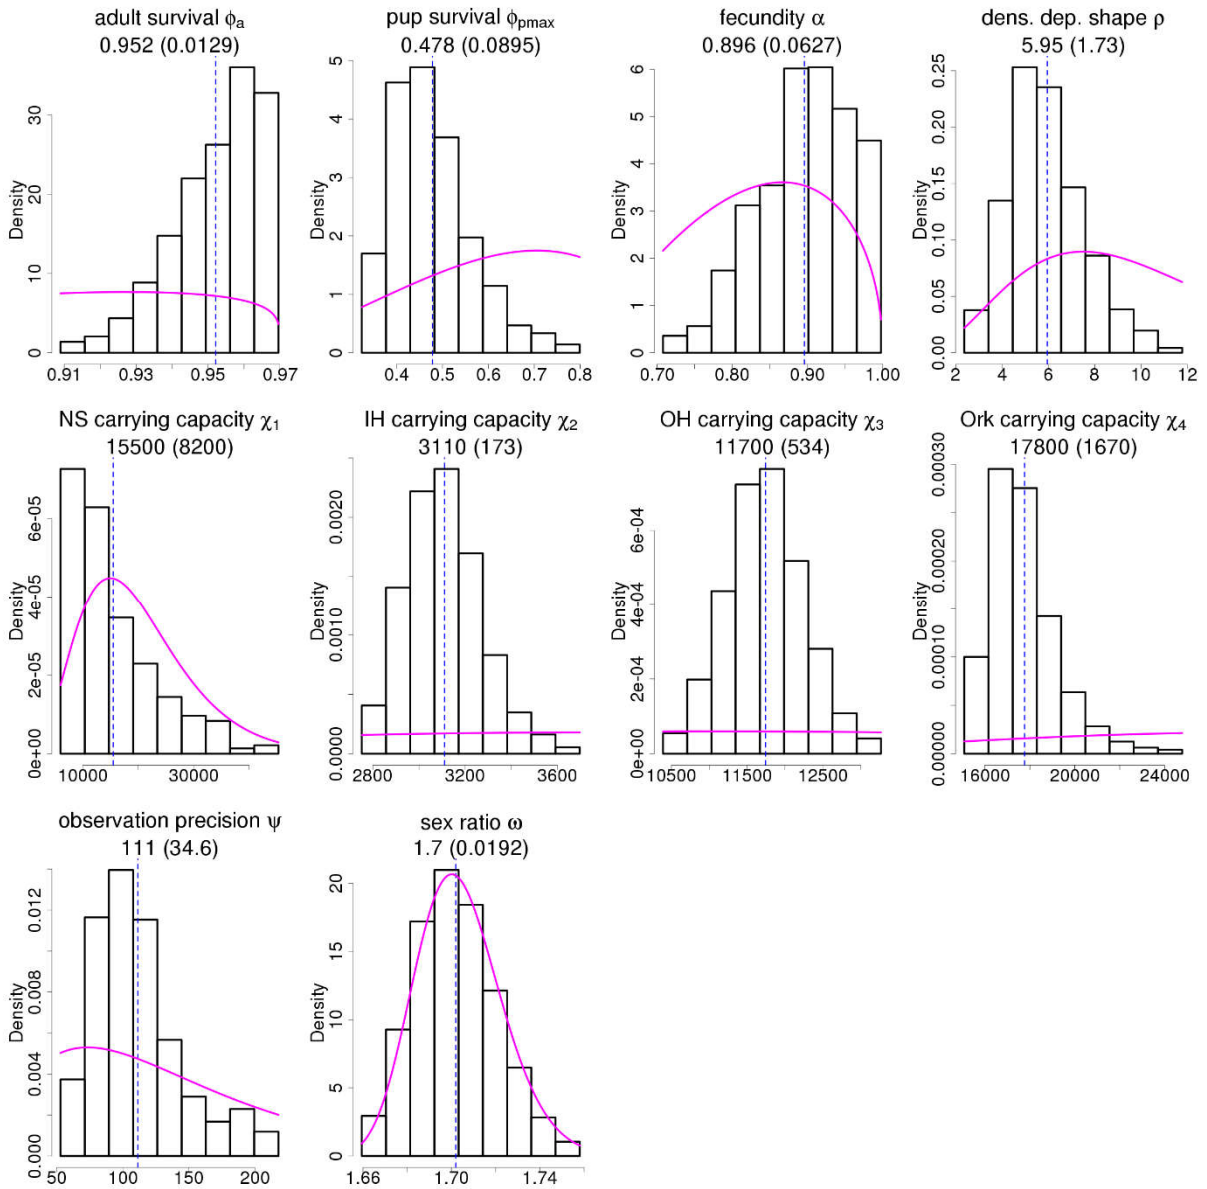 adult survival ϕa
0.952 (0.0129)
Density
0 10 20 30
0.91 0.93 0.95 0.97
pup survival ϕpmax
0.478 (0.0895)
Density
0 1 2 3 4 5
0.4 0.5 0.6 0.7 0.8
fecundity α
0.896 (0.0627)
Density
0 1 2 3 4 5 6
0.70 0.80 0.90 1.00
dens. dep. shape ρ
5.95 (1.73)
Density
0.00 0.05 0.10 0.15 0.20 0.25
2 4 6 8 10 12
NS carrying capacity χ1
15500 (8200)
Density
0e+00 2e-05 4e-05 6e-05
10000 30000
IH carrying capacity χ2
3110 (173)
Density
0.0000 0.0010 0.0020
2800 3200 3600
OH carrying capacity χ3
11700 (534)
Density
0e+00 2e-04 4e-04 6e-04
10500 11500 12500
Ork carrying capacity χ4
17800 (1670)
Density
0.00000 0.00010 0.00020 0.00030
16000 20000 24000
observation precision ψ
111 (34.6)
Density
0.000 0.004 0.008 0.012
50 100 150 200
sex ratio ω
1.7 (0.0192)
Density
0 5 10 15 20
1.66 1.70 1.74